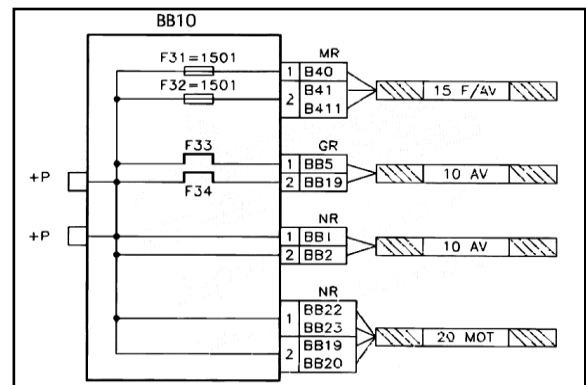 BB10
F31=1501
MR
1 B40
F32=1501
2 B41
B411
15 F/AV
F33
GR
1 BB5
+P
F34
2 BB19
10 AV
NR
+P
1 BB1
2 BB2
10 AV
NR
1 BB22
BB23
2 BB19
BB20
20 MOT